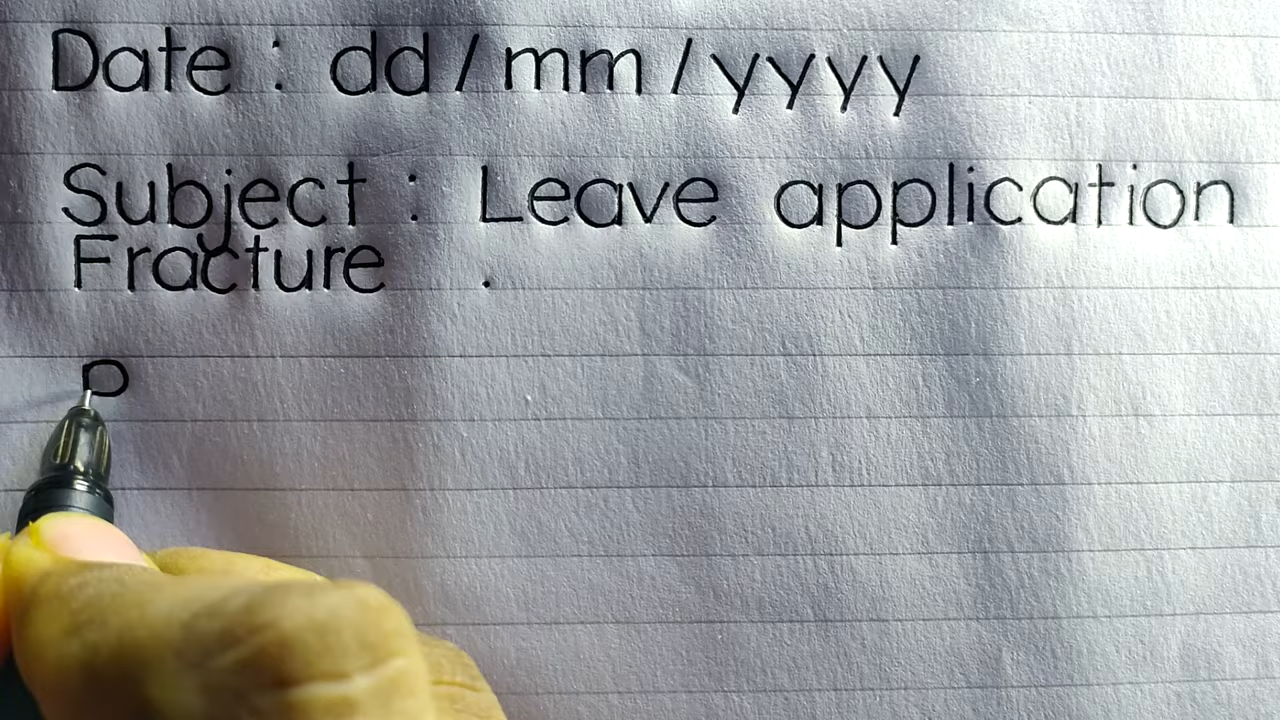 Date : dd/mm/yyyy
Subject : Leave application
Fracture .